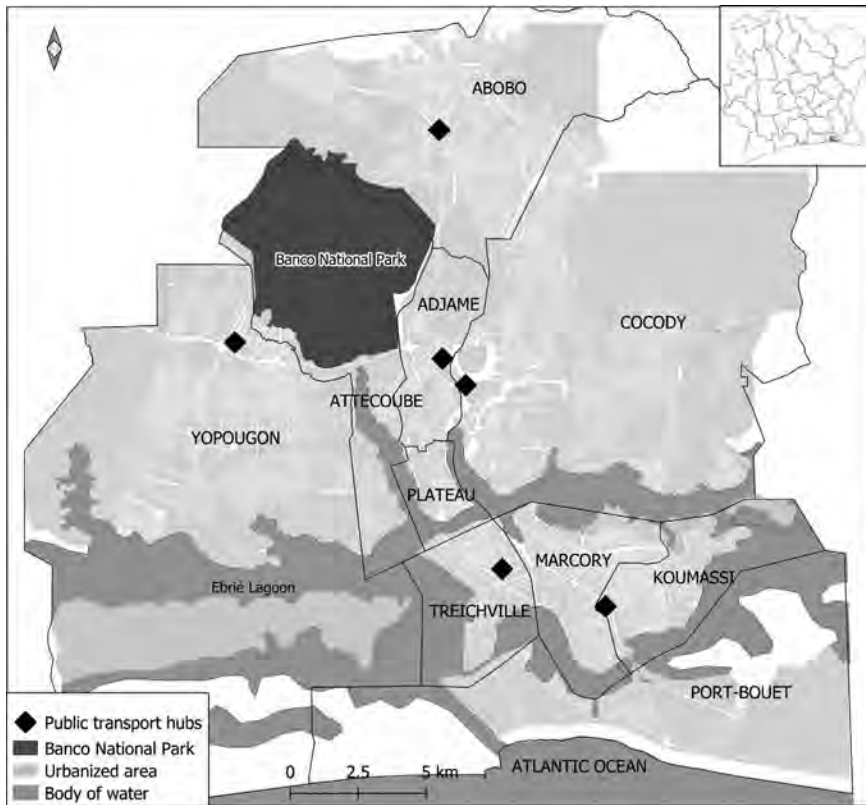 ABOBO
Banco National Park
ADJAME
COCODY
ATTECOUBE
YOPOUGON
PLATEAU
MARCORY
KOUMASSI
Ebrié Lagoon
TREICHVILLE
PORT-BOUET
Public transport hubs
Banco National Park
Urbanized area
Body of water
0 2.5 5 km
ATLANTIC OCEAN